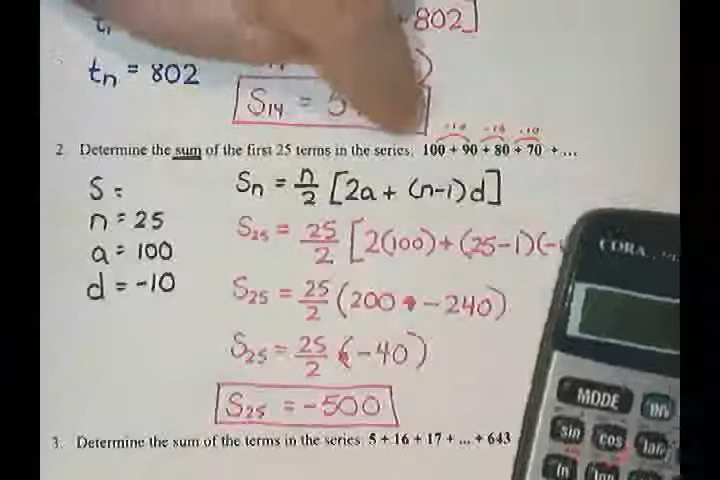 802]
tₙ = 802
S₁₄ = 5
-10 -10 -10
2. Determine the sum of the first 25 terms in the series: 100 + 90 + 80 + 70 + ...
S =
n = 25
a = 100
d = -10
Sₙ = n/2 [2a + (n-1)d]
S₂₅ = 25/2 [2(100) + (25-1)(-
S₂₅ = 25/2 (200 + -240)
S₂₅ = 25/2 (-40)
S₂₅ = -500
3. Determine the sum of the terms in the series: 5 + 16 + 17 + ... + 643
MODE
sin cos tan
ln